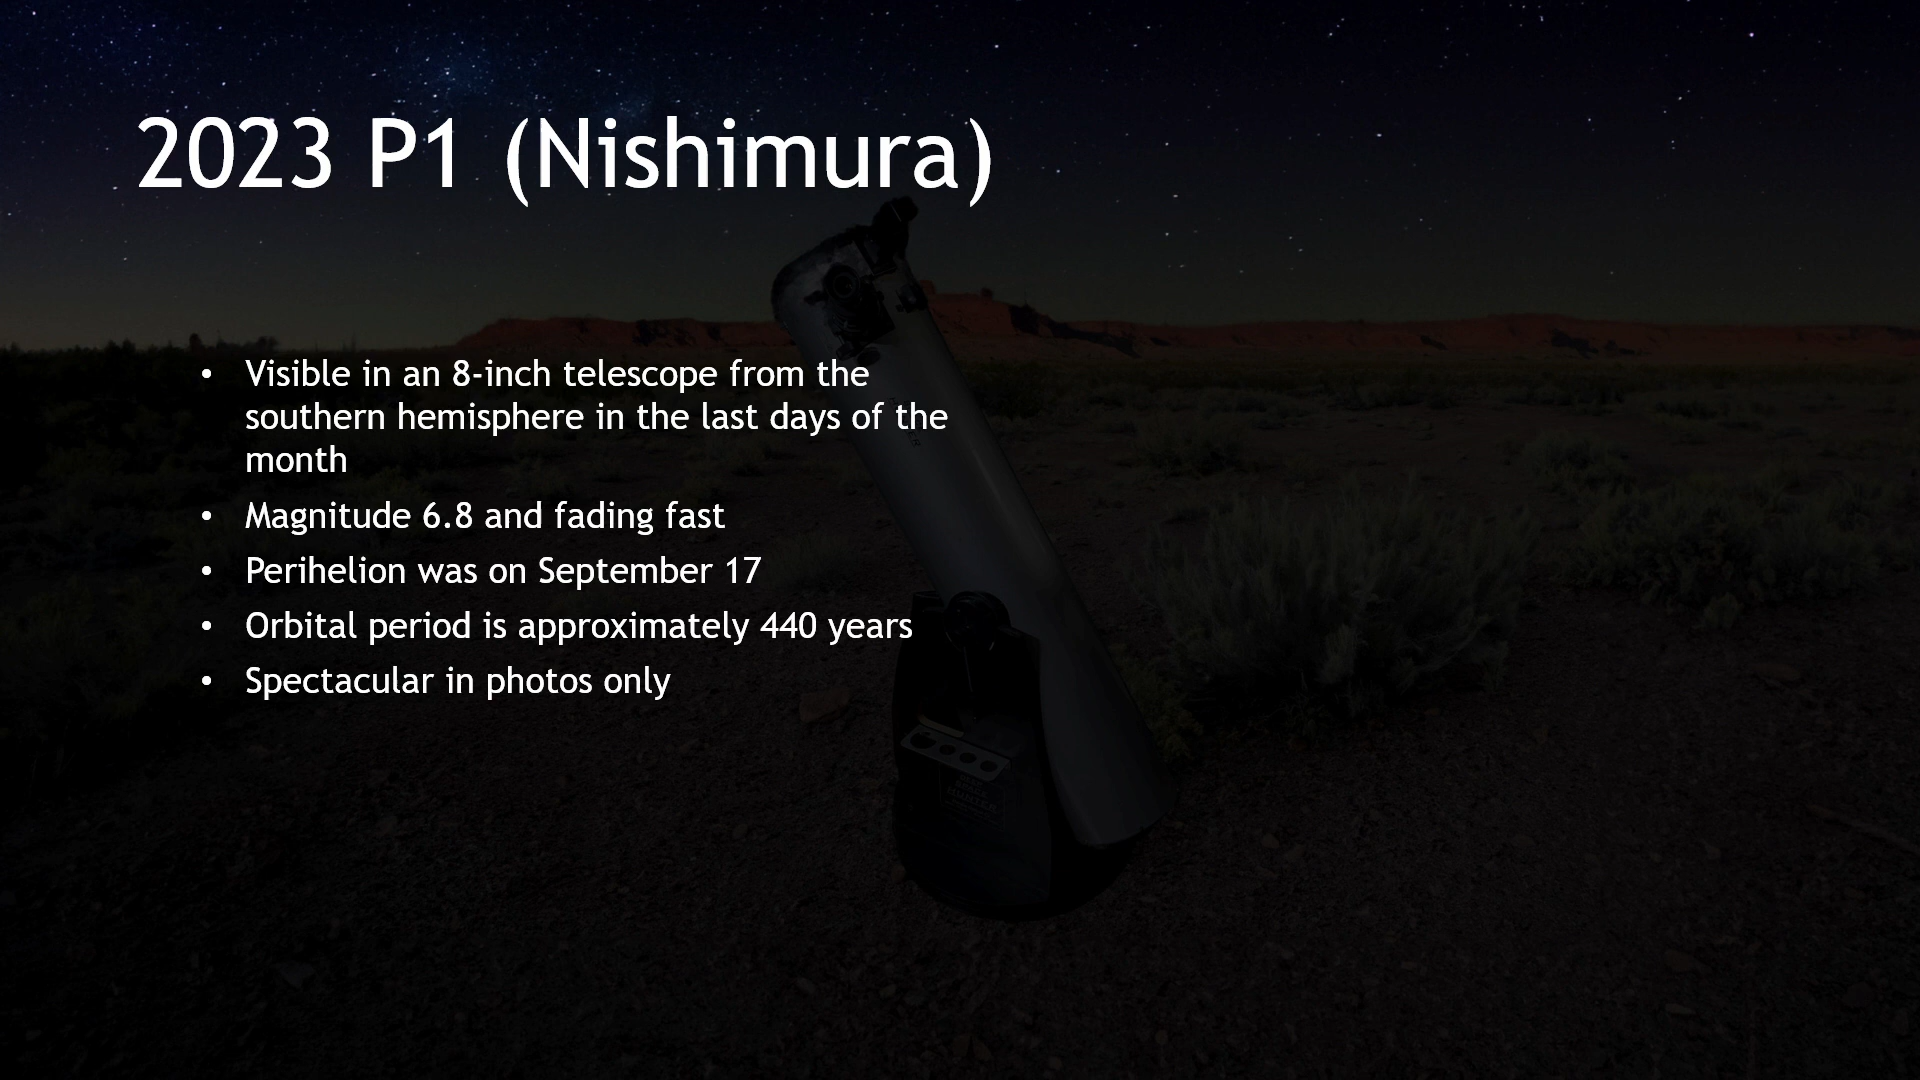 2023 P1 (Nishimura)
• Visible in an 8-inch telescope from the
southern hemisphere in the last days of the
month
• Magnitude 6.8 and fading fast
• Perihelion was on September 17
• Orbital period is approximately 440 years
• Spectacular in photos only